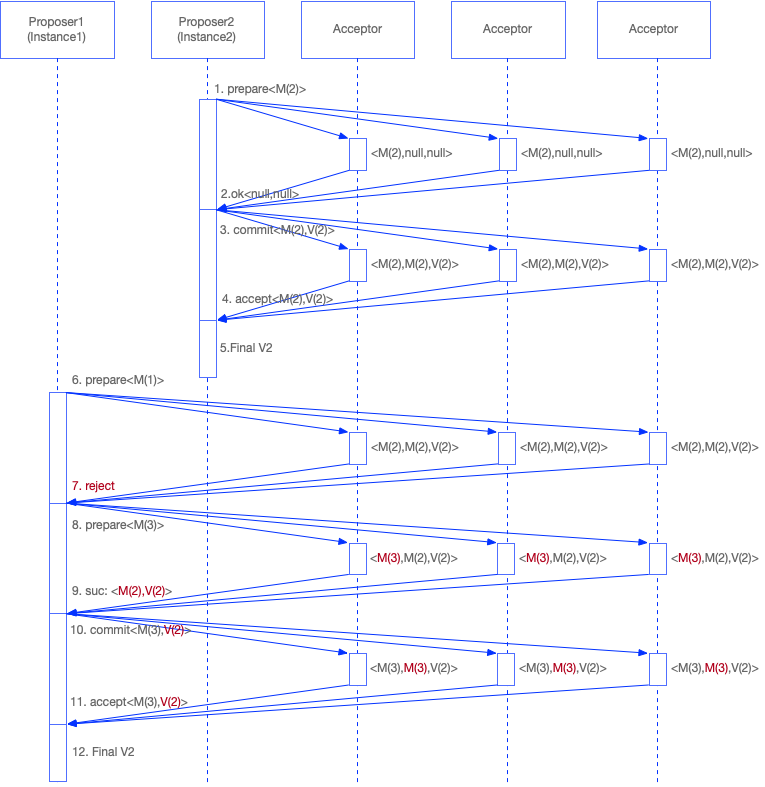 Proposer1
(Instance1)
Proposer2
(Instance2)
Acceptor
Acceptor
Acceptor
1. prepare<M(2)>
<M(2),null,null>
<M(2),null,null>
<M(2),null,null>
2.ok<null,null>
3. commit<M(2),V(2)>
<M(2),M(2),V(2)>
<M(2),M(2),V(2)>
<M(2),M(2),V(2)>
4. accept<M(2),V(2)>
5.Final V2
6. prepare<M(1)>
<M(2),M(2),V(2)>
<M(2),M(2),V(2)>
<M(2),M(2),V(2)>
7. reject
8. prepare<M(3)>
<M(3),M(2),V(2)>
<M(3),M(2),V(2)>
<M(3),M(2),V(2)>
9. suc: <M(2),V(2)>
10. commit<M(3),V(2)>
<M(3),M(3),V(2)>
<M(3),M(3),V(2)>
<M(3),M(3),V(2)>
11. accept<M(3),V(2)>
12. Final V2